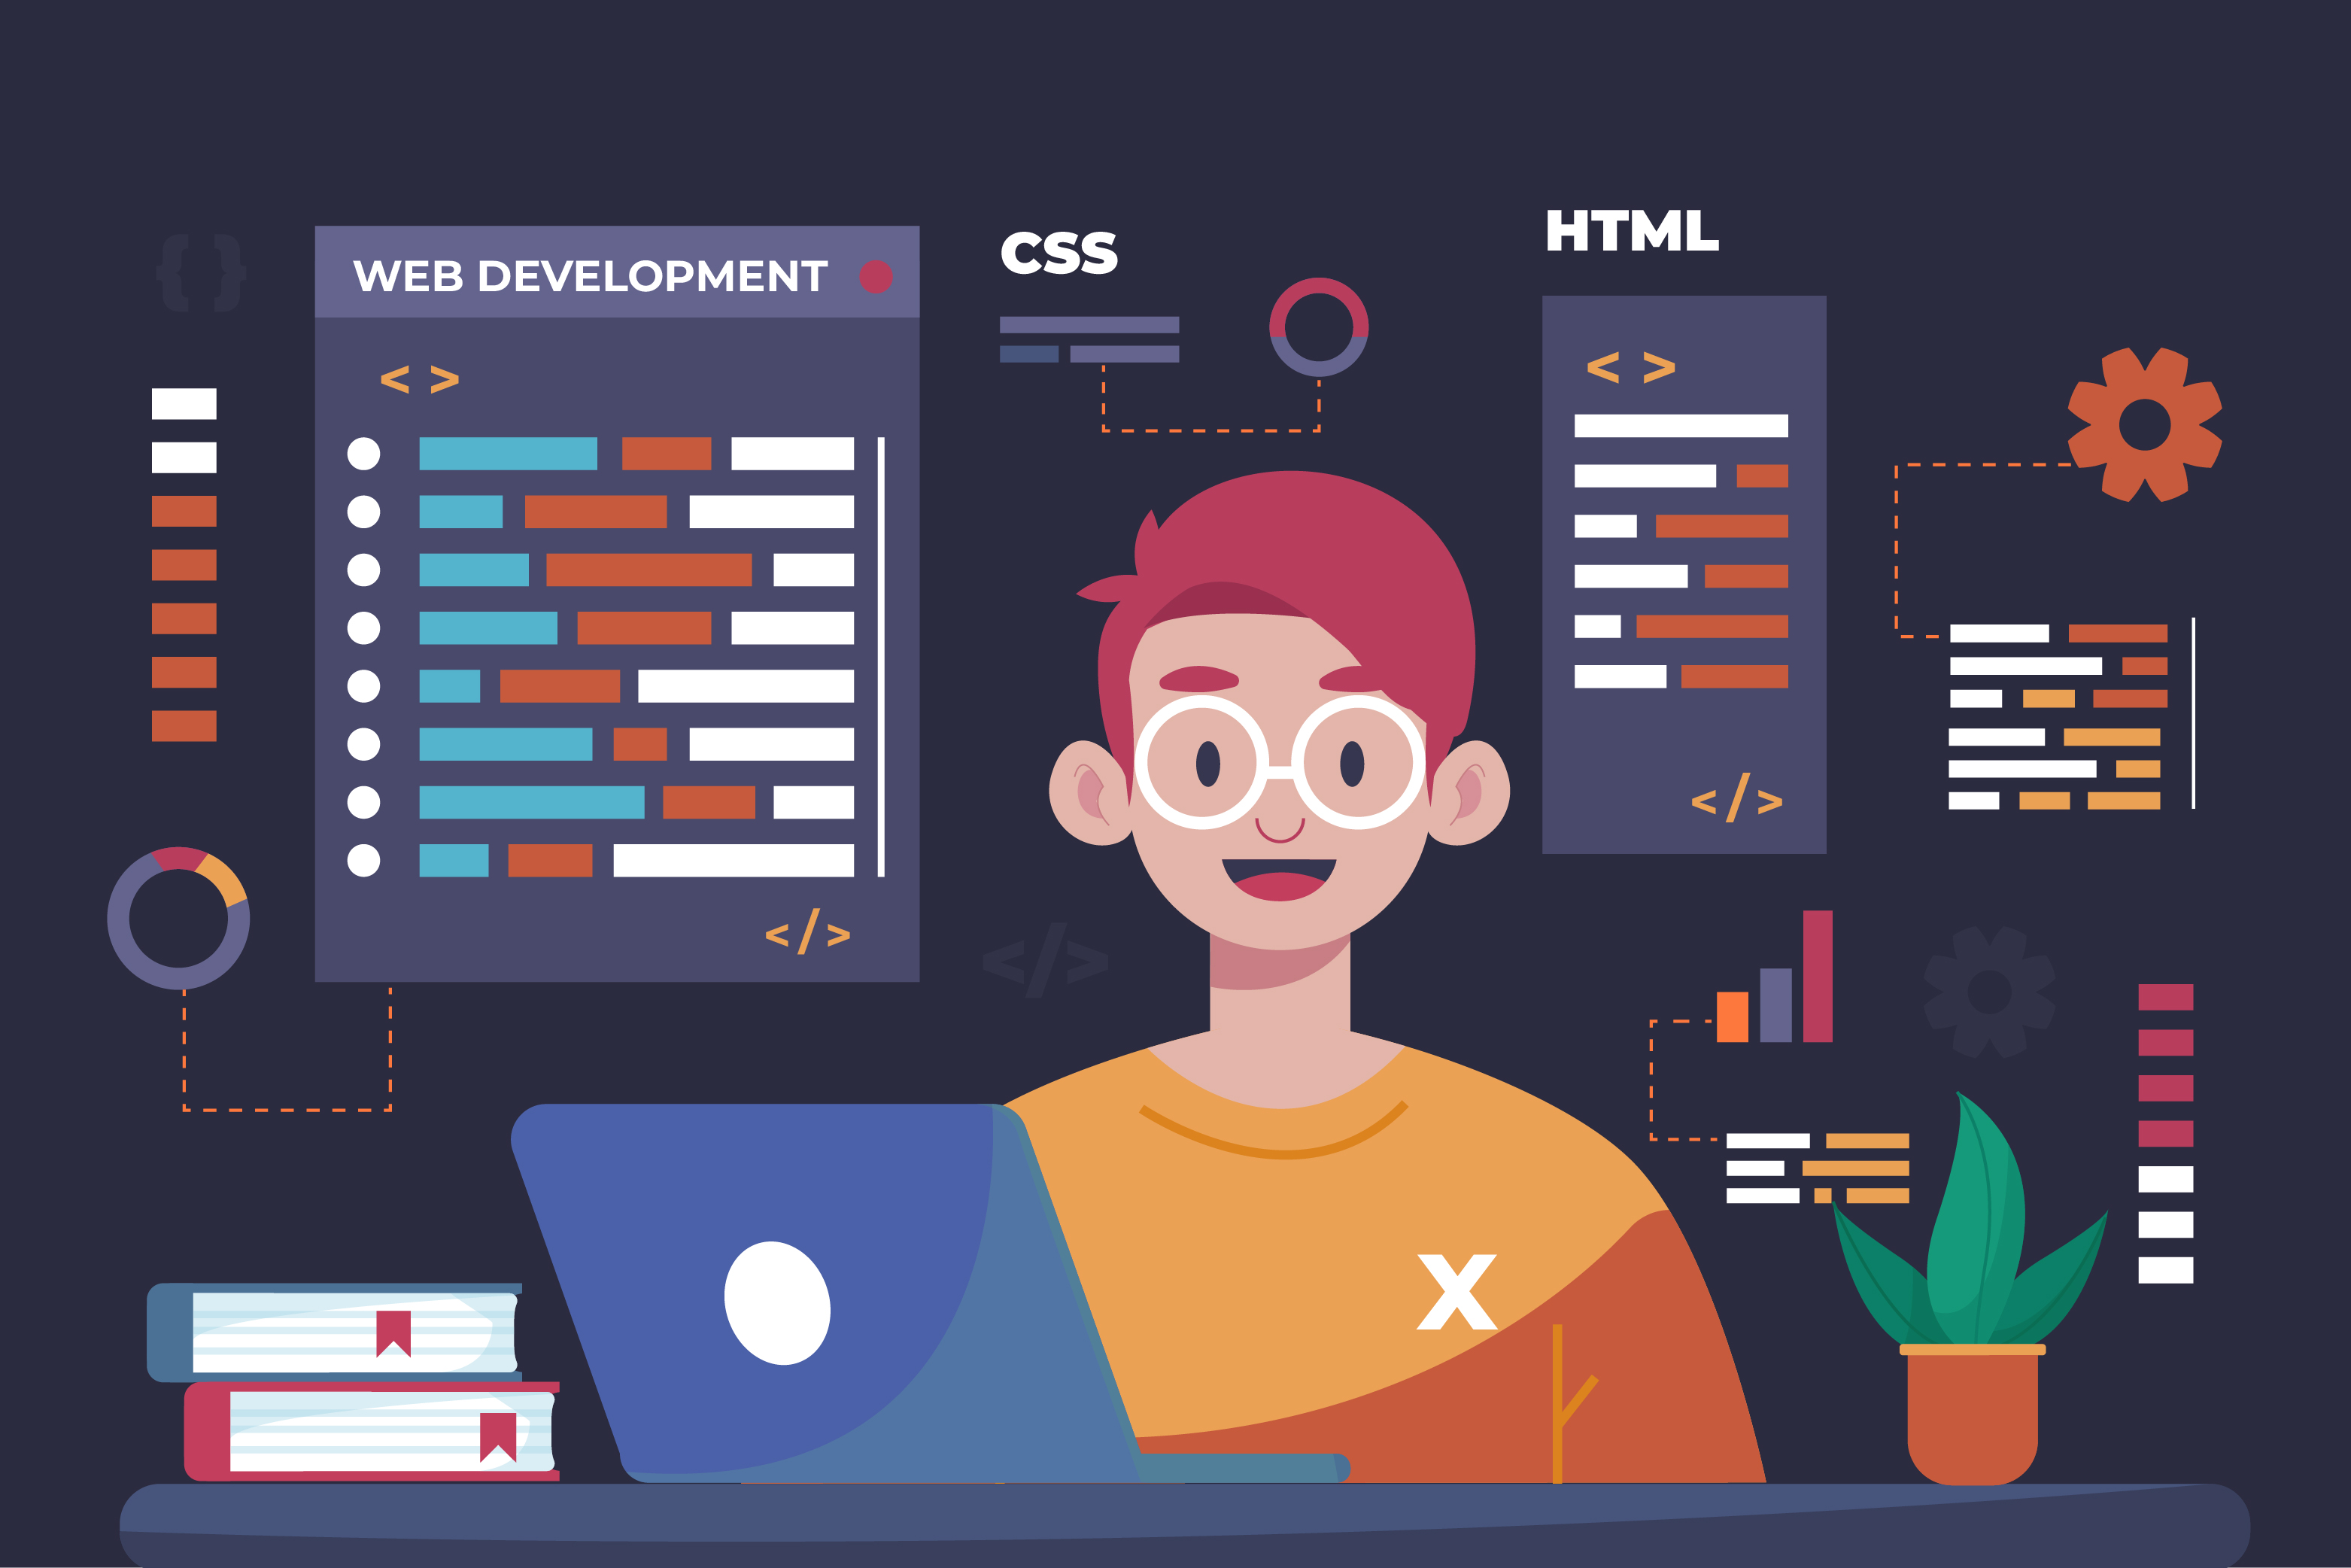 HTML
CSS
WEB DEVELOPMENT
{ }
< >
< >
</>
</>
</>
X